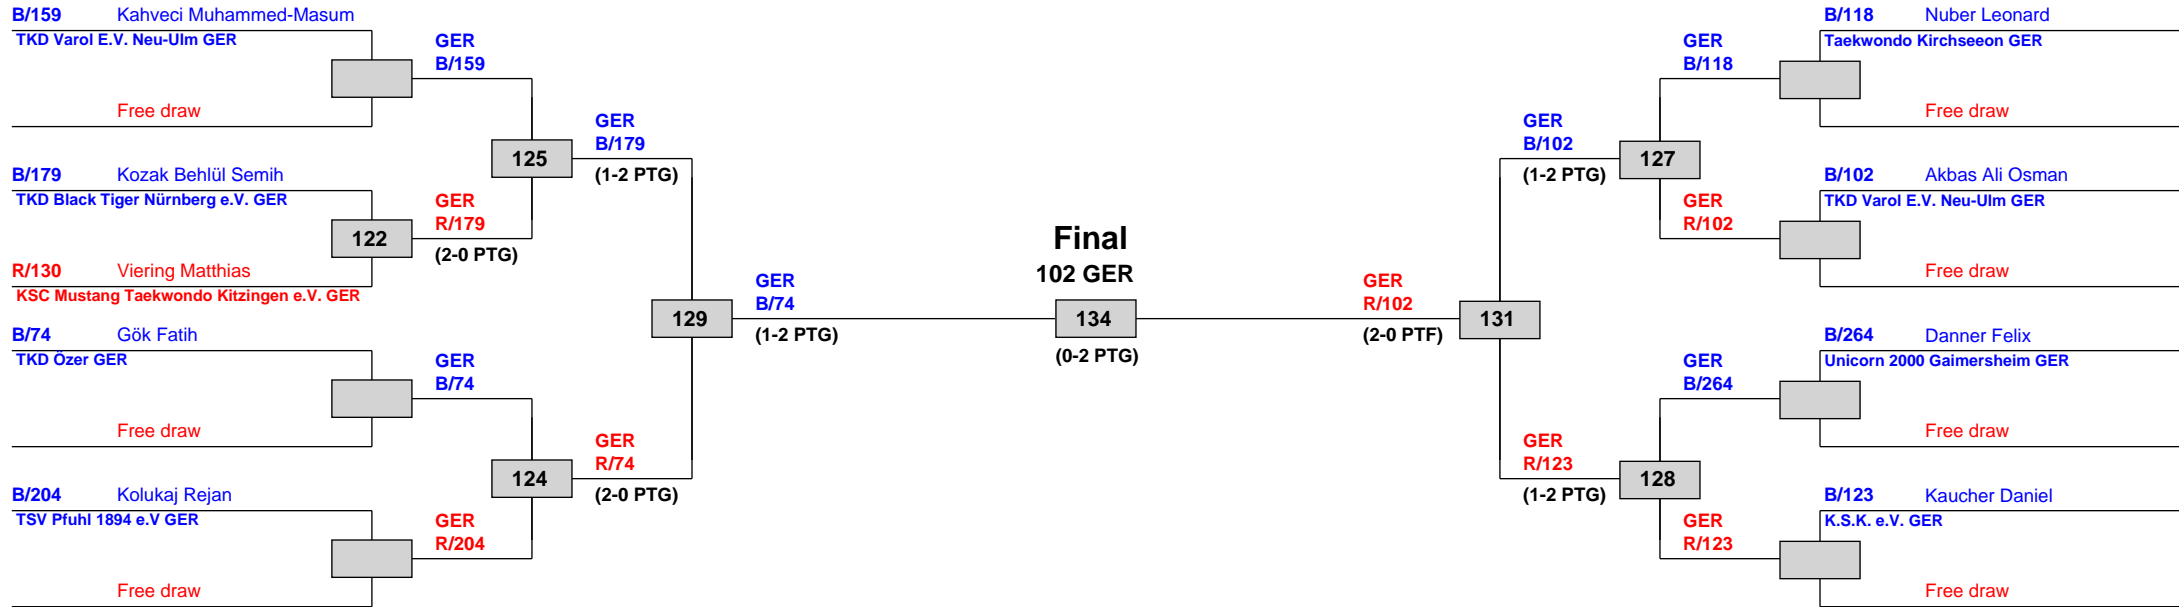 B/159 Kahveci Muhammed-Masum
TKD Varol E.V. Neu-Ulm GER
Free draw
B/179 Kozak Behlül Semih
TKD Black Tiger Nürnberg e.V. GER
R/130 Viering Matthias
KSC Mustang Taekwondo Kitzingen e.V. GER
B/74 Gök Fatih
TKD Özer GER
Free draw
B/204 Kolukaj Rejan
TSV Pfuhl 1894 e.V GER
Free draw
GER
B/159
122
GER
R/179
(2-0 PTG)
GER
B/74
GER
R/204
125
GER
B/179
(1-2 PTG)
124
GER
R/74
(2-0 PTG)
129
GER
B/74
(1-2 PTG)
Final
102 GER
134
(0-2 PTG)
GER
R/102
(2-0 PTF)
131
GER
B/102
(1-2 PTG)
127
GER
R/123
(1-2 PTG)
128
GER
B/118
GER
R/102
GER
B/264
GER
R/123
B/118 Nuber Leonard
Taekwondo Kirchseeon GER
Free draw
B/102 Akbas Ali Osman
TKD Varol E.V. Neu-Ulm GER
Free draw
B/264 Danner Felix
Unicorn 2000 Gaimersheim GER
Free draw
B/123 Kaucher Daniel
K.S.K. e.V. GER
Free draw